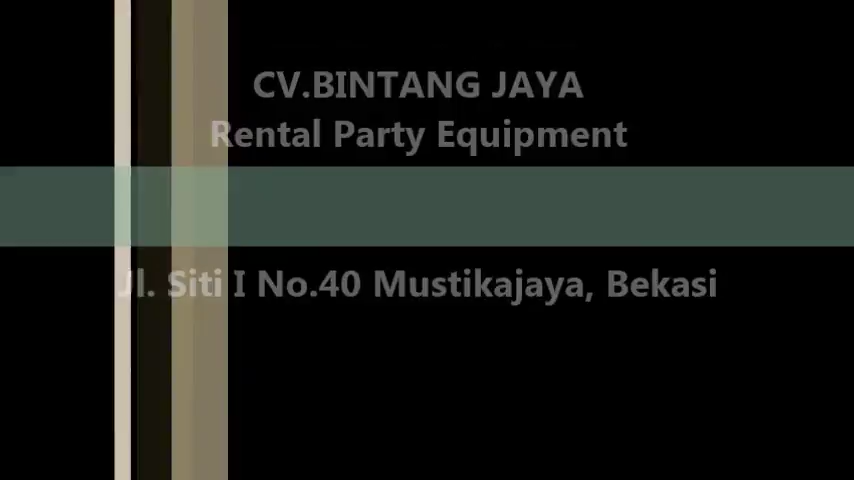 CV.BINTANG JAYA
Rental Party Equipment
Jl. Siti I No.40 Mustikajaya, Bekasi